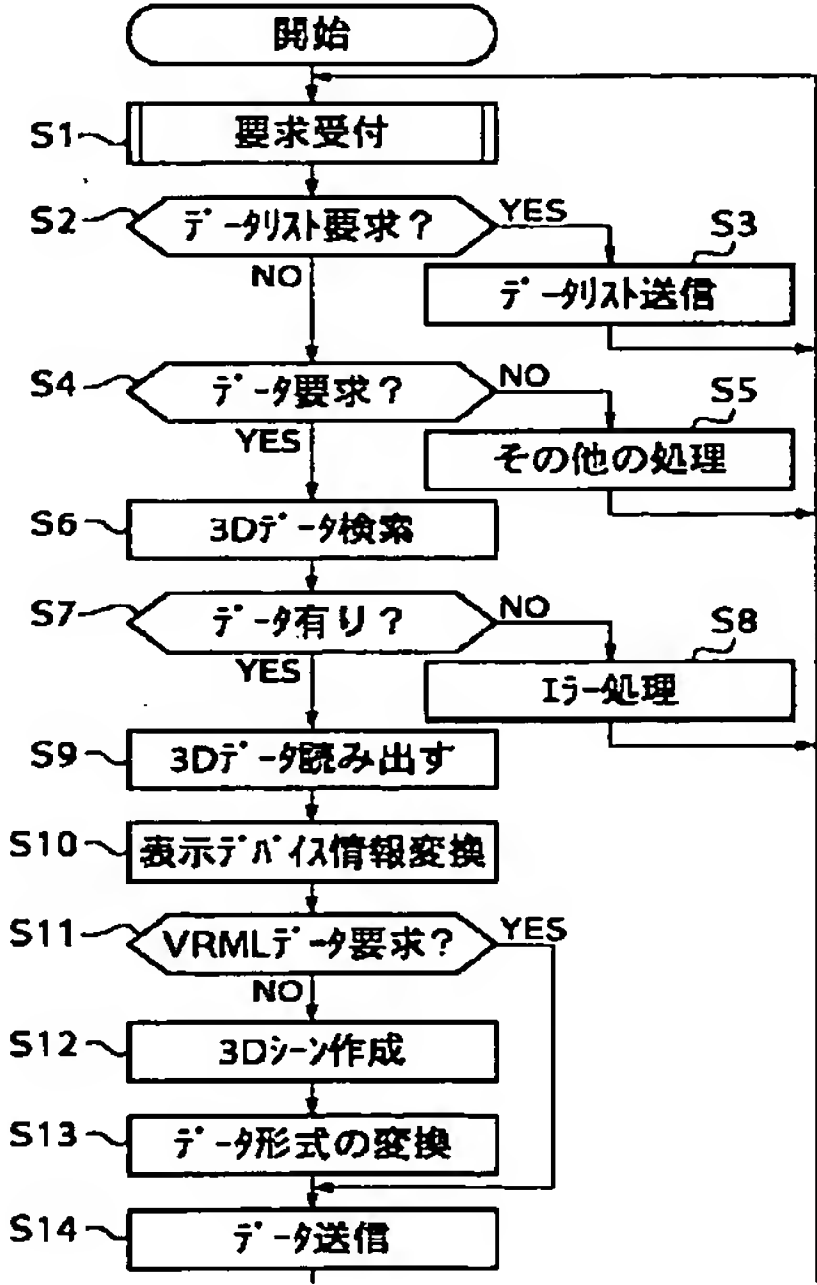 開始
S1 要求受付
S2 データリスト要求？ YES
NO
S3
データリスト送信
S4 データ要求？ NO
YES
S5
その他の処理
S6 3Dデータ検索
S7 データ有り？ NO
YES
S8
エラー処理
S9 3Dデータ読み出す
S10 表示デバイス情報変換
S11 VRMLデータ要求？ YES
NO
S12 3Dシーン作成
S13 データ形式の変換
S14 データ送信